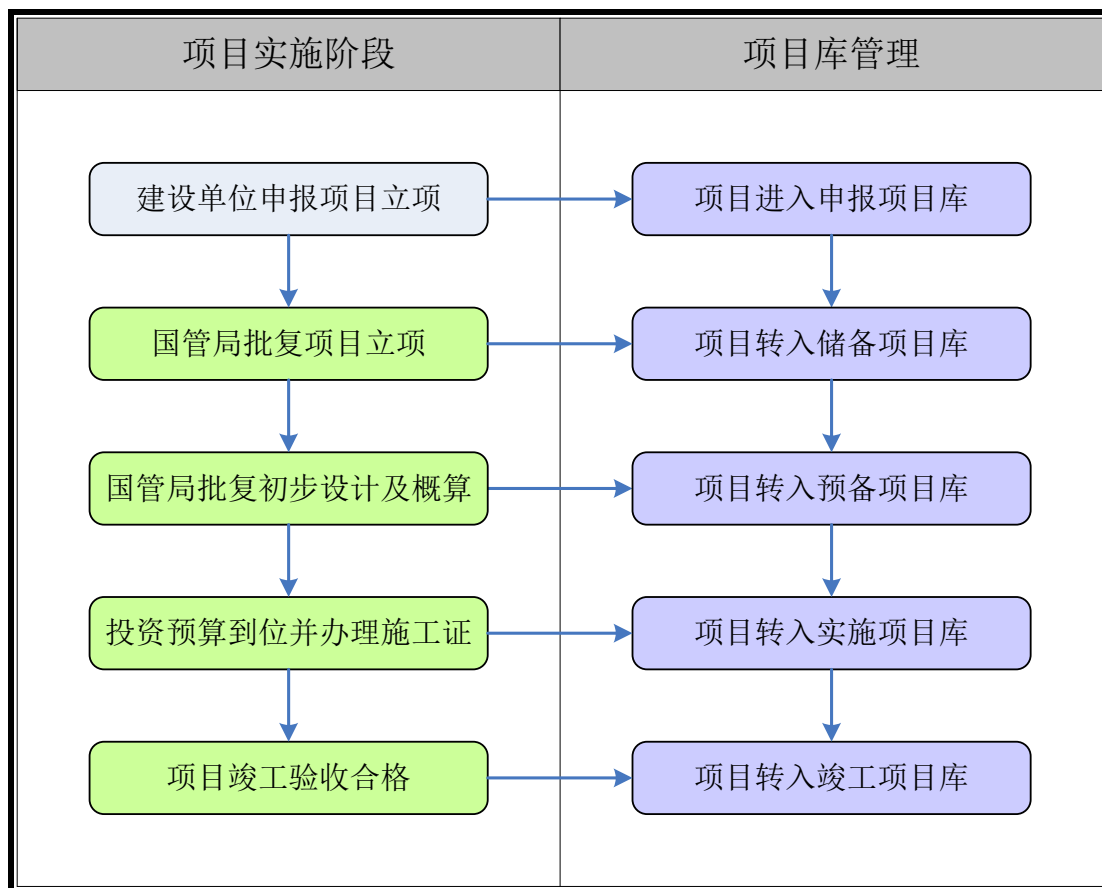 项目实施阶段
项目库管理
建设单位申报项目立项
项目进入申报项目库
国管局批复项目立项
项目转入储备项目库
国管局批复初步设计及概算
项目转入预备项目库
投资预算到位并办理施工证
项目转入实施项目库
项目竣工验收合格
项目转入竣工项目库